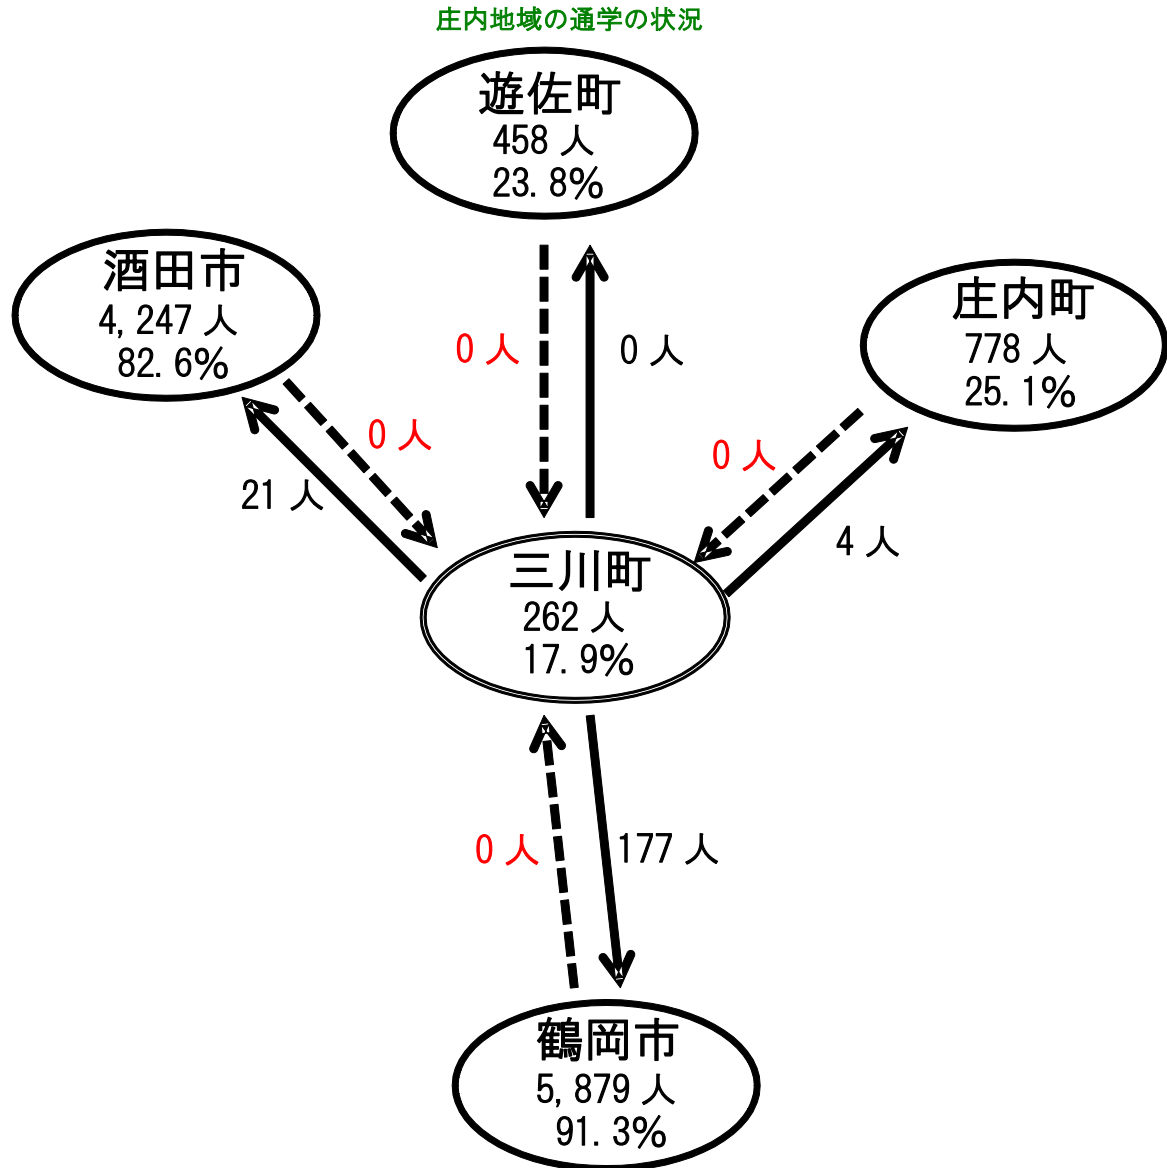 庄内地域の通学の状況
遊佐町
458 人
23. 8%
酒田市
4, 247 人
82. 6%
庄内町
778 人
25. 1%
0 人
0 人
0 人
21 人
0 人
4 人
三川町
262 人
17. 9%
0 人
177 人
鶴岡市
5, 879 人
91. 3%